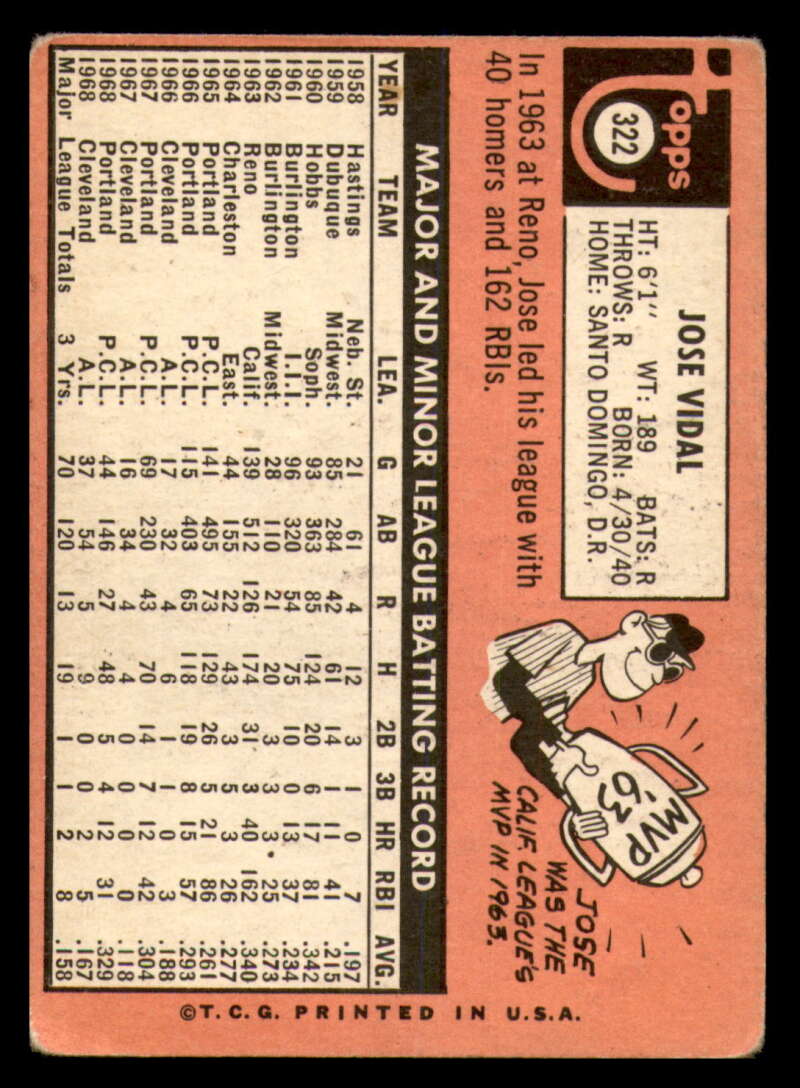 Topps
322
JOSE VIDAL
HT: 6'1" WT: 189 BATS: R
THROWS: R BORN: 4/30/40
HOME: SANTO DOMINGO, D.R.
In 1963 at Reno, Jose led his league with
40 homers and 162 RBIs.
MVP
'63
JOSE
WAS THE
CALIF. LEAGUE'S
MVP IN 1963.
MAJOR AND MINOR LEAGUE BATTING RECORD
YEAR TEAM LEA. G AB R H 2B 3B HR RBI AVG.
1958 Hastings Neb. St. 21 61 4 12 3 1 0 7 .197
1959 Dubuque Midwest. 85 284 42 61 14 1 11 41 .215
1960 Hobbs Soph. 93 363 85 124 20 6 17 81 .342
1961 Burlington I.I.I. 96 320 54 75 10 0 13 37 .234
1962 Burlington Midwest 28 110 21 20 3 3 3 25 .273
1963 Reno Calif. 139 512 126 174 31 3 40 162 .340
1964 Charleston East. 44 155 22 43 3 5 3 26 .277
1965 Portland P.C.L. 141 495 73 129 26 5 21 86 .261
1966 Portland P.C.L. 115 403 65 118 19 8 15 57 .293
1966 Cleveland A.L. 17 32 4 6 1 1 0 3 .188
1967 Portland P.C.L. 69 230 43 70 14 7 12 42 .304
1967 Cleveland A.L. 16 34 4 4 0 0 0 0 .118
1968 Portland P.C.L. 44 146 27 48 5 4 12 31 .329
1968 Cleveland A.L. 37 54 5 9 0 0 2 5 .167
Major League Totals 3 Yrs. 70 120 13 19 1 1 2 8 .158
©T.C.G. PRINTED IN U.S.A.